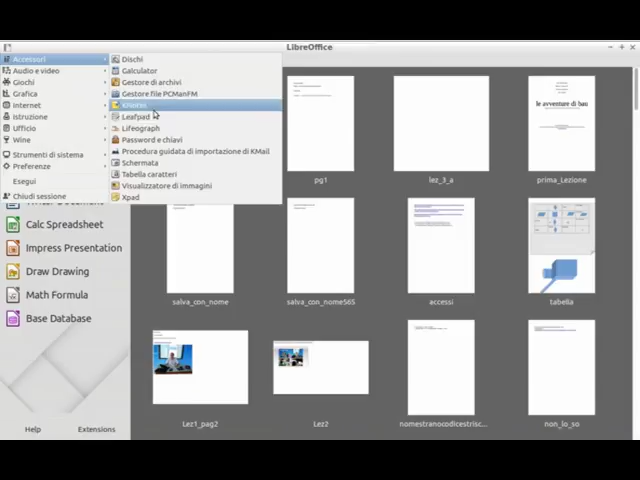 LibreOffice
Accessori
Audio e video
Giochi
Grafica
Internet
Istruzione
Ufficio
Wine
Strumenti di sistema
Preferenze
Esegui
Chiudi sessione
Dischi
Galculator
Gestore di archivi
Gestore file PCManFM
KNotes
Leafpad
Lifeograph
Password e chiavi
Procedura guidata di importazione di KMail
Schermata
Tabella caratteri
Visualizzatore di immagini
Xpad
Calc Spreadsheet
Impress Presentation
Draw Drawing
Math Formula
Base Database
Help
Extensions
le avventure di bau
pg1
lez_3_a
prima_Lezione
salva_con_nome
salva_con_nome565
accessi
tabella
Lez1_pag2
Lez2
nomestranocodicestrisc...
non_lo_so